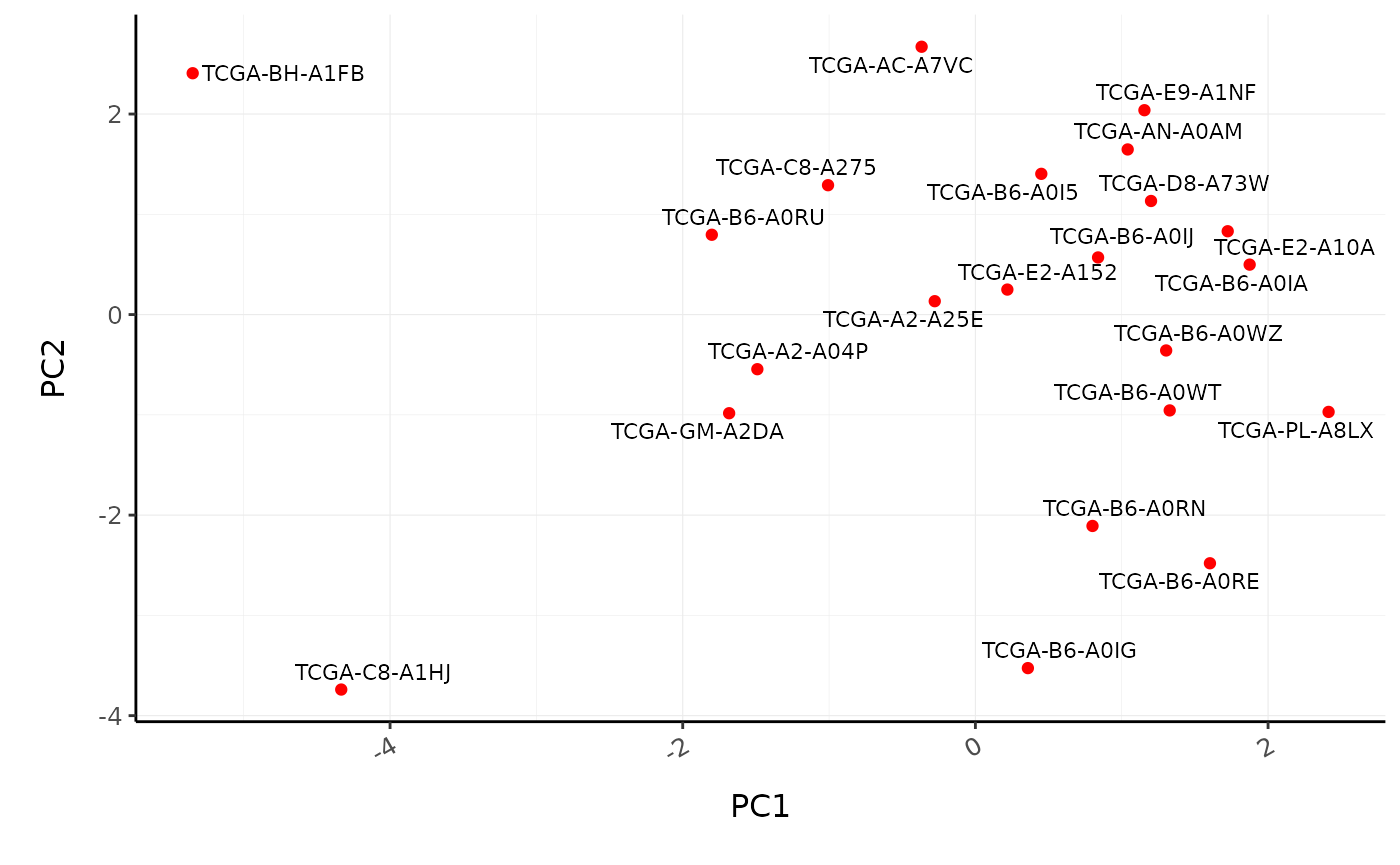 TCGA-BH-A1FB
TCGA-AC-A7VC
TCGA-E9-A1NF
2
TCGA-AN-A0AM
TCGA-C8-A275
TCGA-B6-A0I5
TCGA-D8-A73W
TCGA-B6-A0RU
TCGA-B6-A0IJ
TCGA-E2-A10A
TCGA-E2-A152
TCGA-B6-A0IA
0
TCGA-A2-A25E
TCGA-B6-A0WZ
TCGA-A2-A04P
PC2
TCGA-B6-A0WT
TCGA-GM-A2DA
TCGA-PL-A8LX
-2
TCGA-B6-A0RN
TCGA-B6-A0RE
TCGA-B6-A0IG
TCGA-C8-A1HJ
-4
-4
-2
0
2
PC1